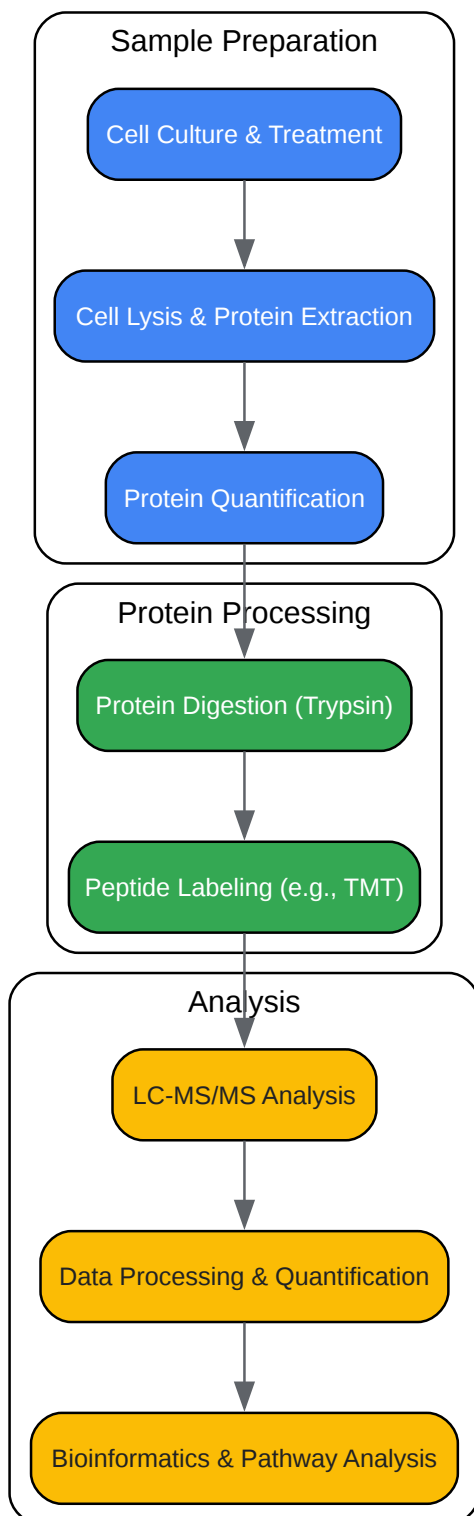 Sample Preparation
Cell Culture & Treatment
Cell Lysis & Protein Extraction
Protein Quantification
Protein Processing
Protein Digestion (Trypsin)
Peptide Labeling (e.g., TMT)
Analysis
LC-MS/MS Analysis
Data Processing & Quantification
Bioinformatics & Pathway Analysis